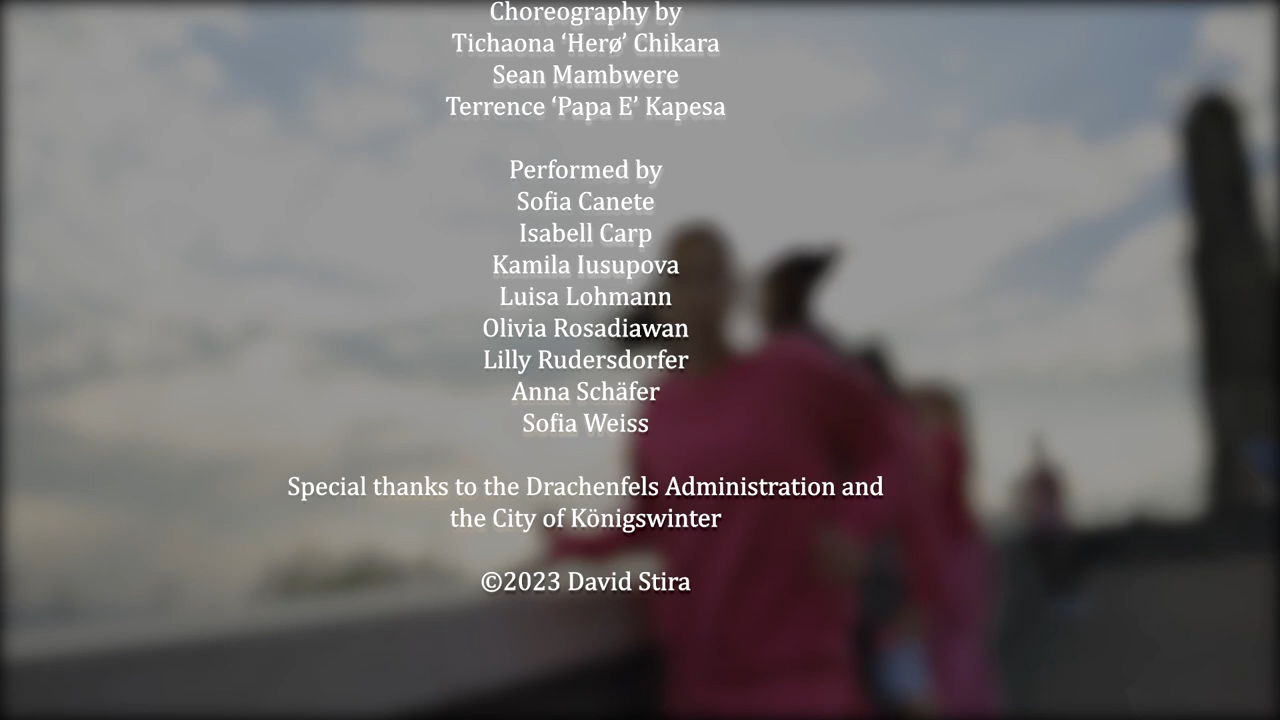 Choreography by
Tichaona ‘Herø’ Chikara
Sean Mambwere
Terrence ‘Papa E’ Kapesa
Performed by
Sofia Canete
Isabell Carp
Kamila Iusupova
Luisa Lohmann
Olivia Rosadiawan
Lilly Rudersdorfer
Anna Schäfer
Sofia Weiss
Special thanks to the Drachenfels Administration and
the City of Königswinter
©2023 David Stira